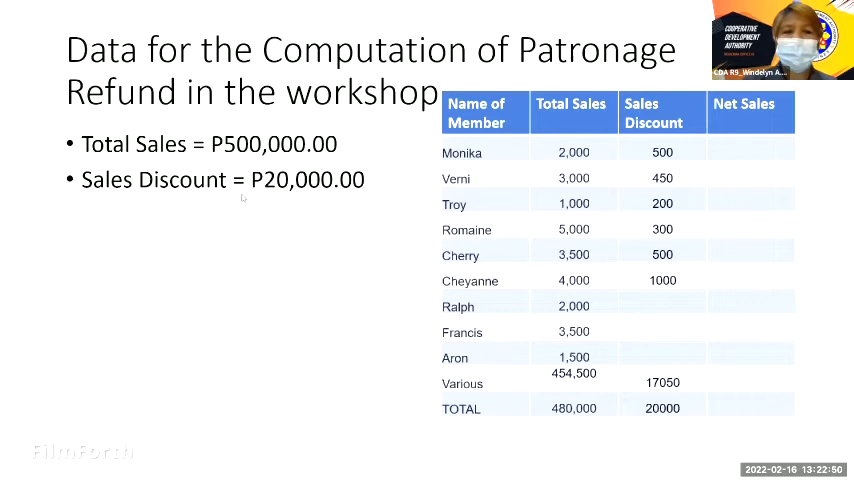 Data for the Computation of Patronage
Refund in the workshop
• Total Sales = P500,000.00
• Sales Discount = P20,000.00
Name of Member Total Sales Sales Discount Net Sales
Monika 2,000 500
Verni 3,000 450
Troy 1,000 200
Romaine 5,000 300
Cherry 3,500 500
Cheyanne 4,000 1000
Ralph 2,000
Francis 3,500
Aron 1,500
Various 454,500 17050
TOTAL 480,000 20000
COOPERATIVE
DEVELOPMENT
AUTHORITY
CDA R9_Windelyn A....
FilmForth
2022-02-16 13:22:50